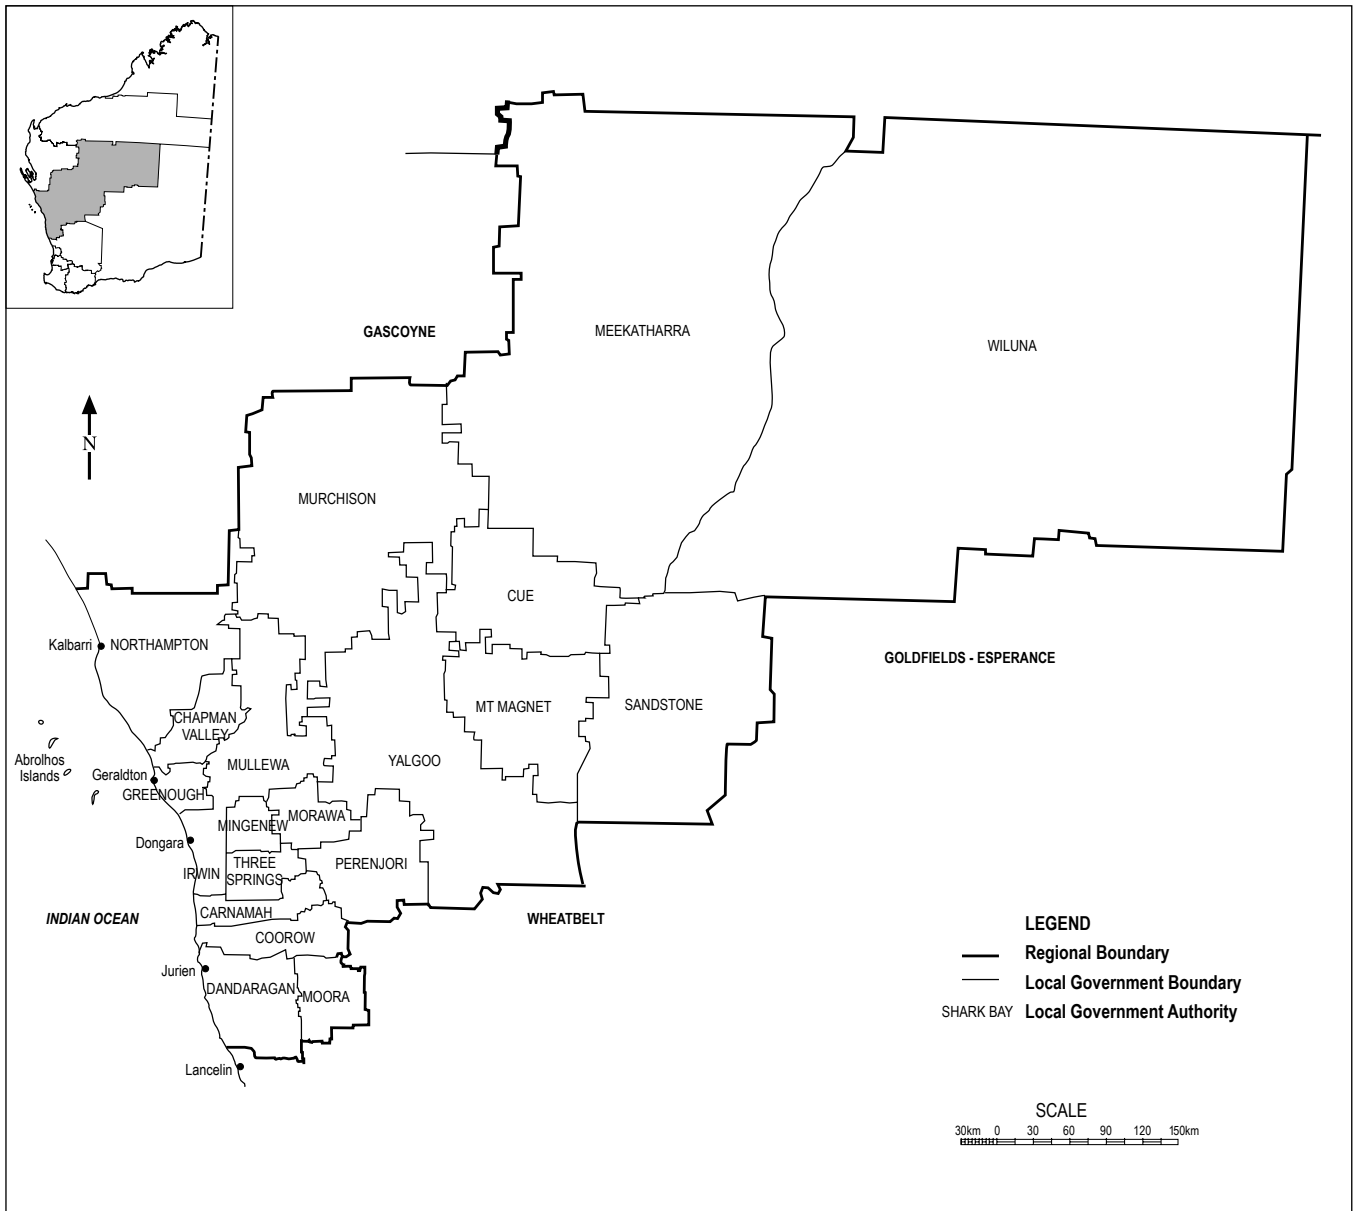 GASCOYNE
MEEKATHARRA
WILUNA
N
MURCHISON
CUE
Kalbarri
NORTHAMPTON
GOLDFIELDS - ESPERANCE
CHAPMAN
VALLEY
MT MAGNET
SANDSTONE
Abrolhos
Islands
Geraldton
MULLEWA
YALGOO
GREENOUGH
MINGENEW
MORAWA
Dongara
IRWIN
THREE
SPRINGS
PERENJORI
INDIAN OCEAN
CARNAMAH
WHEATBELT
COOROW
Jurien
DANDARAGAN
MOORA
Lancelin
LEGEND
Regional Boundary
Local Government Boundary
SHARK BAY Local Government Authority
SCALE
30km 0 30 60 90 120 150km